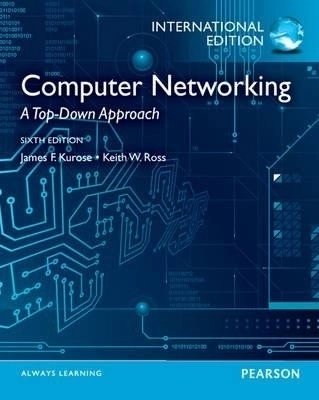 INTERNATIONAL
EDITION
Computer Networking
A Top-Down Approach
SIXTH EDITION
James F. Kurose • Keith W. Ross
ALWAYS LEARNING
PEARSON